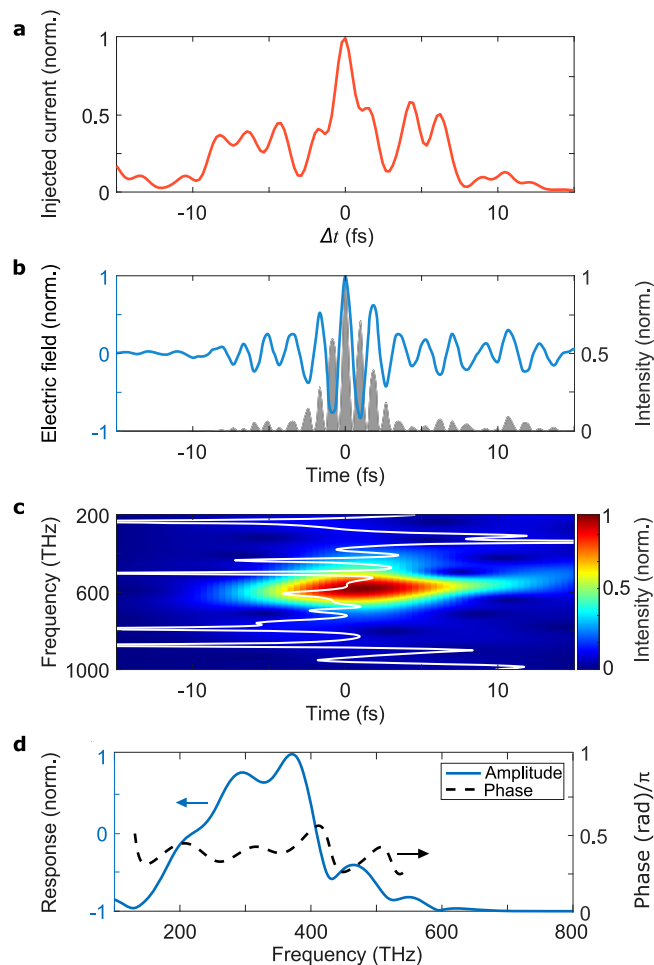 a
Injected current (norm.)
1
0.5
0
-10 0 10
Δt (fs)
b
Electric field (norm.)
Intensity (norm.)
1 1
0 0.5
-1 0
-10 0 10
Time (fs)
c
Frequency (THz)
Intensity (norm.)
200 1
600 0.5
1000 0
-10 0 10
Time (fs)
d
Response (norm.)
Phase (rad)/π
1 1
0 0.5
-1 0
Amplitude
Phase
200 400 600 800
Frequency (THz)